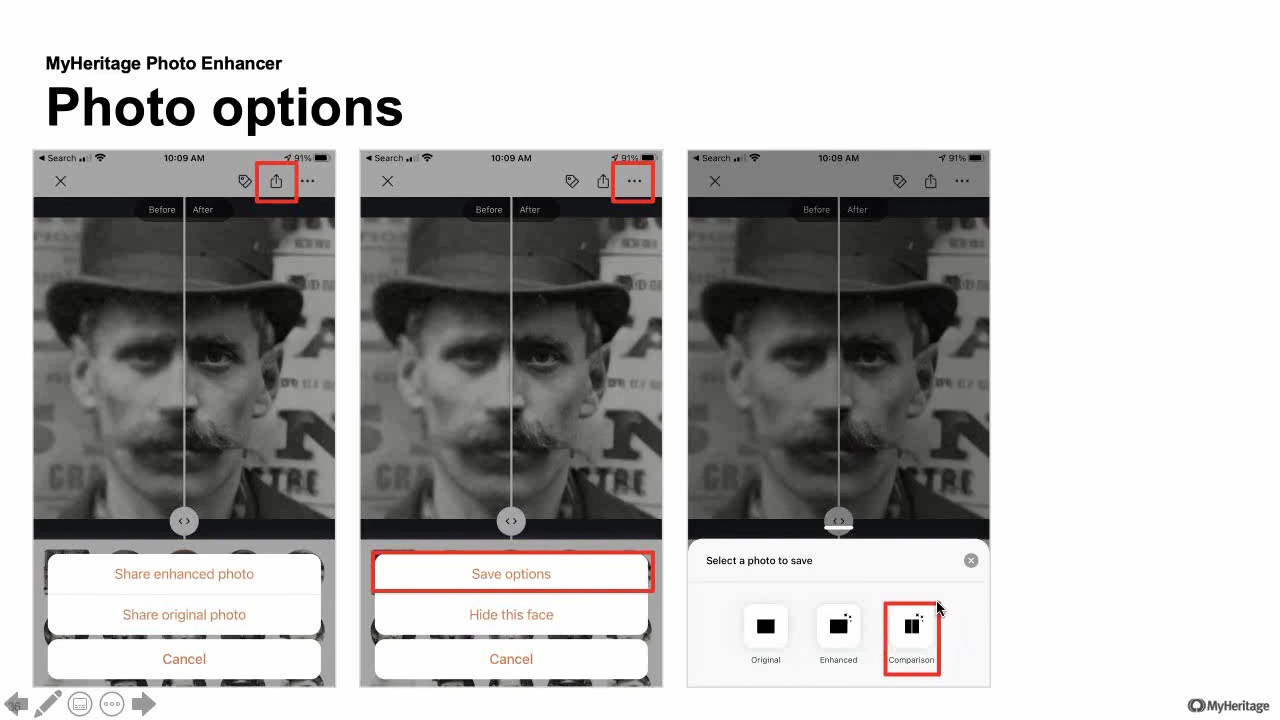 MyHeritage Photo Enhancer
Photo options
Search 10:09 AM 91%
Before After
Share enhanced photo
Share original photo
Cancel
Search 10:09 AM 91%
Before After
Save options
Hide this face
Cancel
Search 10:09 AM 91%
Before After
Select a photo to save
Original Enhanced Comparison
MyHeritage